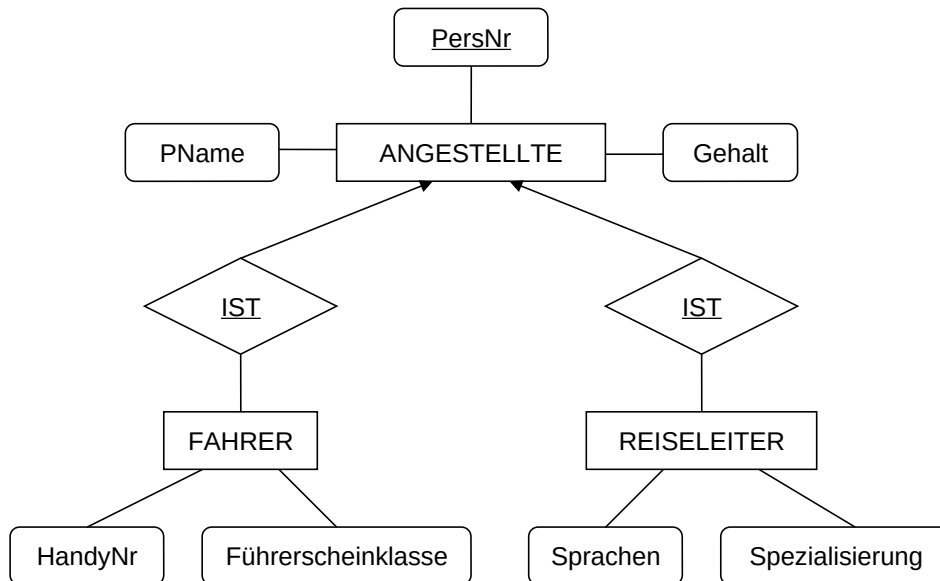 PersNr
PName
ANGESTELLTE
Gehalt
IST
IST
FAHRER
REISELEITER
HandyNr
Führerscheinklasse
Sprachen
Spezialisierung